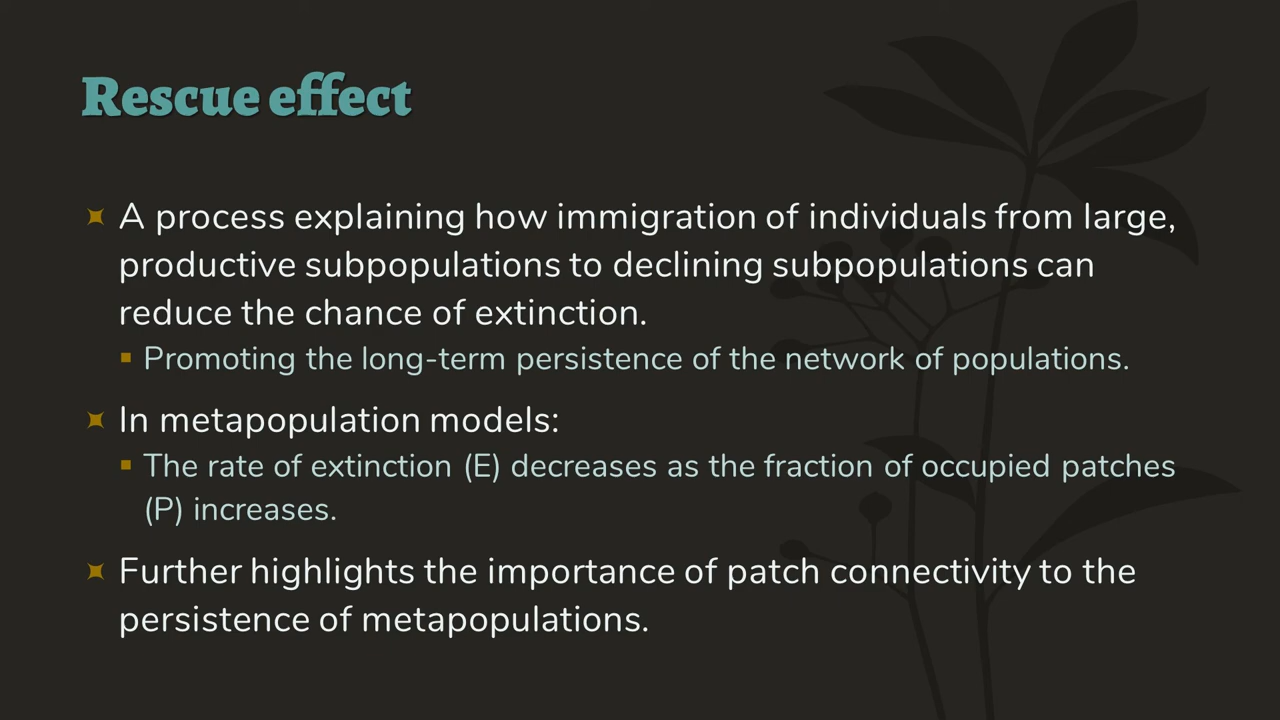 Rescue effect
A process explaining how immigration of individuals from large,
productive subpopulations to declining subpopulations can
reduce the chance of extinction.
Promoting the long-term persistence of the network of populations.
In metapopulation models:
The rate of extinction (E) decreases as the fraction of occupied patches
(P) increases.
Further highlights the importance of patch connectivity to the
persistence of metapopulations.